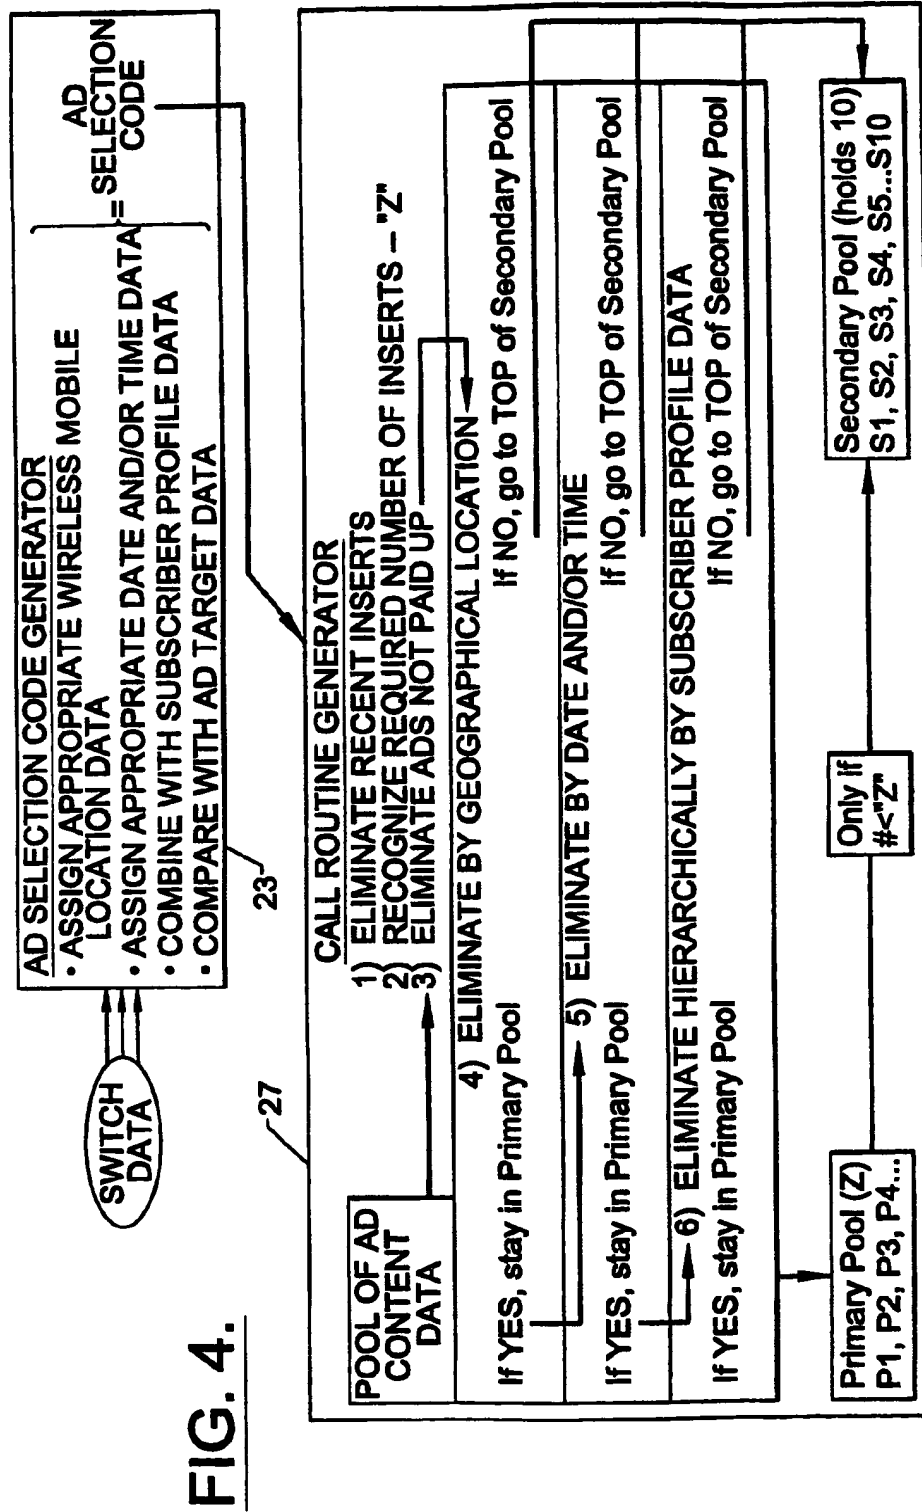 FIG. 4.
SWITCH
DATA
AD SELECTION CODE GENERATOR
• ASSIGN APPROPRIATE WIRELESS MOBILE
LOCATION DATA
• ASSIGN APPROPRIATE DATE AND/OR TIME DATA
• COMBINE WITH SUBSCRIBER PROFILE DATA
• COMPARE WITH AD TARGET DATA
=
AD
SELECTION
CODE
23
27
CALL ROUTINE GENERATOR
1) ELIMINATE RECENT INSERTS
2) RECOGNIZE REQUIRED NUMBER OF INSERTS – "Z"
3) ELIMINATE ADS NOT PAID UP
POOL OF AD
CONTENT
DATA
4) ELIMINATE BY GEOGRAPHICAL LOCATION
If YES, stay in Primary Pool
If NO, go to TOP of Secondary Pool
5) ELIMINATE BY DATE AND/OR TIME
If YES, stay in Primary Pool
If NO, go to TOP of Secondary Pool
6) ELIMINATE HIERARCHICALLY BY SUBSCRIBER PROFILE DATA
If YES, stay in Primary Pool
If NO, go to TOP of Secondary Pool
Primary Pool (Z)
P1, P2, P3, P4...
Only if
#<"Z"
Secondary Pool (holds 10)
S1, S2, S3, S4, S5...S10